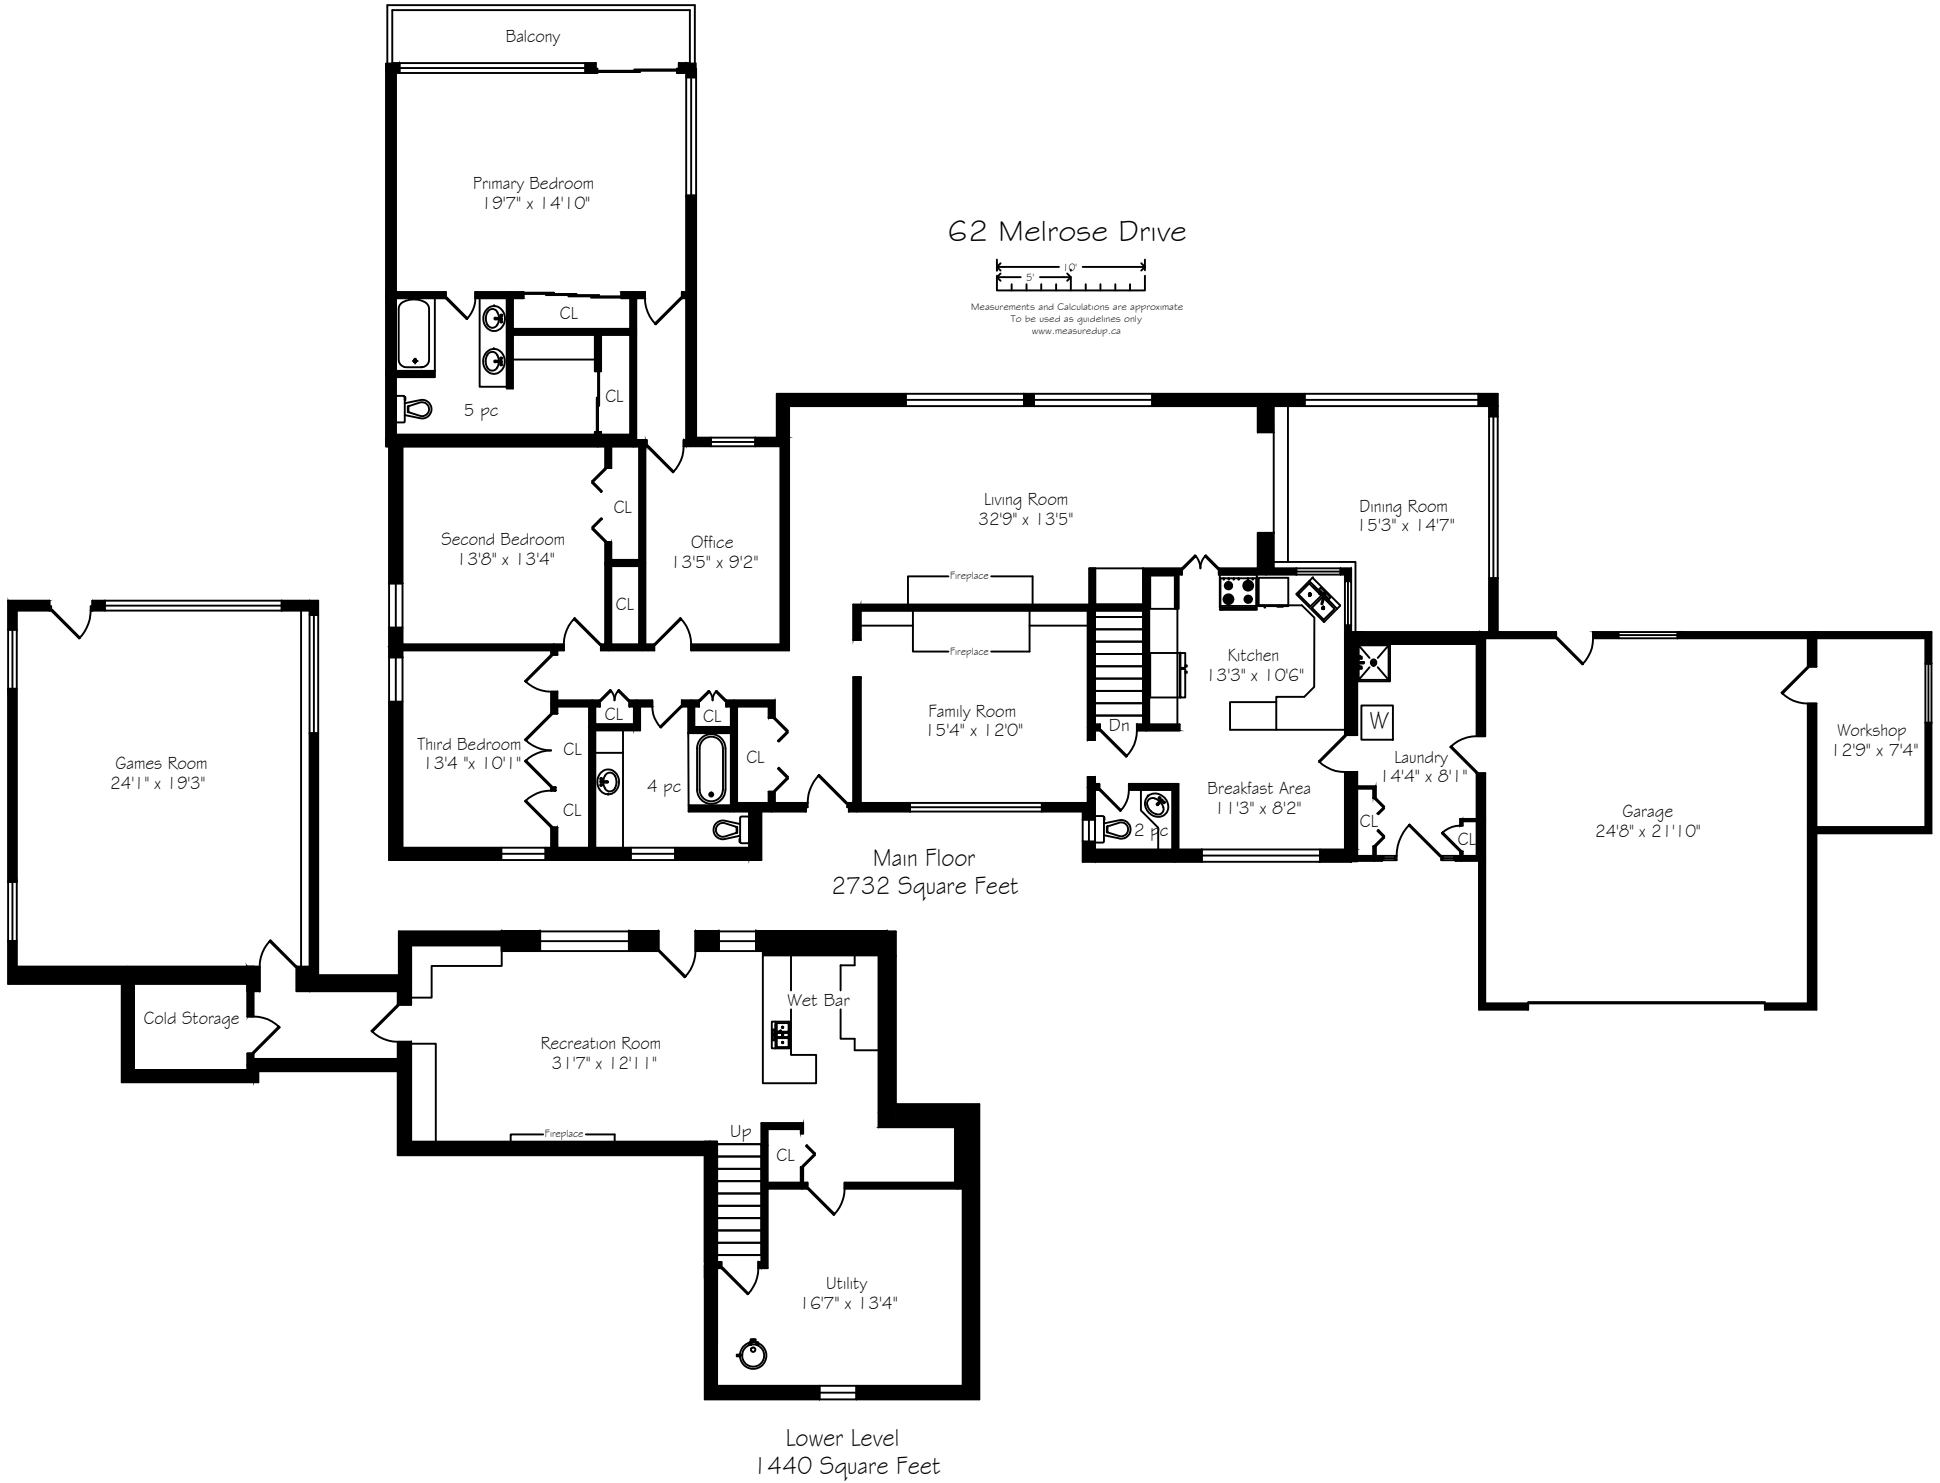 Balcony
Primary Bedroom
19'7" x 14'10"
62 Melrose Drive
10'
5'
Measurements and Calculations are approximate
To be used as guidelines only
www.measuredup.ca
CL
CL
5 pc
Second Bedroom
13'8" x 13'4"
CL
CL
Office
13'5" x 9'2"
Living Room
32'9" x 13'5"
Fireplace
Dining Room
15'3" x 14'7"
Fireplace
Family Room
15'4" x 12'0"
Dn
Kitchen
13'3" x 10'6"
Third Bedroom
13'4 "x 10'1"
CL
CL
CL
CL
4 pc
CL
Breakfast Area
11'3" x 8'2"
2 pc
W
Laundry
14'4" x 8'1"
CL
CL
Garage
24'8" x 21'10"
Workshop
12'9" x 7'4"
Main Floor
2732 Square Feet
Games Room
24'1" x 19'3"
Cold Storage
Recreation Room
31'7" x 12'11"
Wet Bar
Fireplace
Up
CL
Utility
16'7" x 13'4"
Lower Level
1440 Square Feet